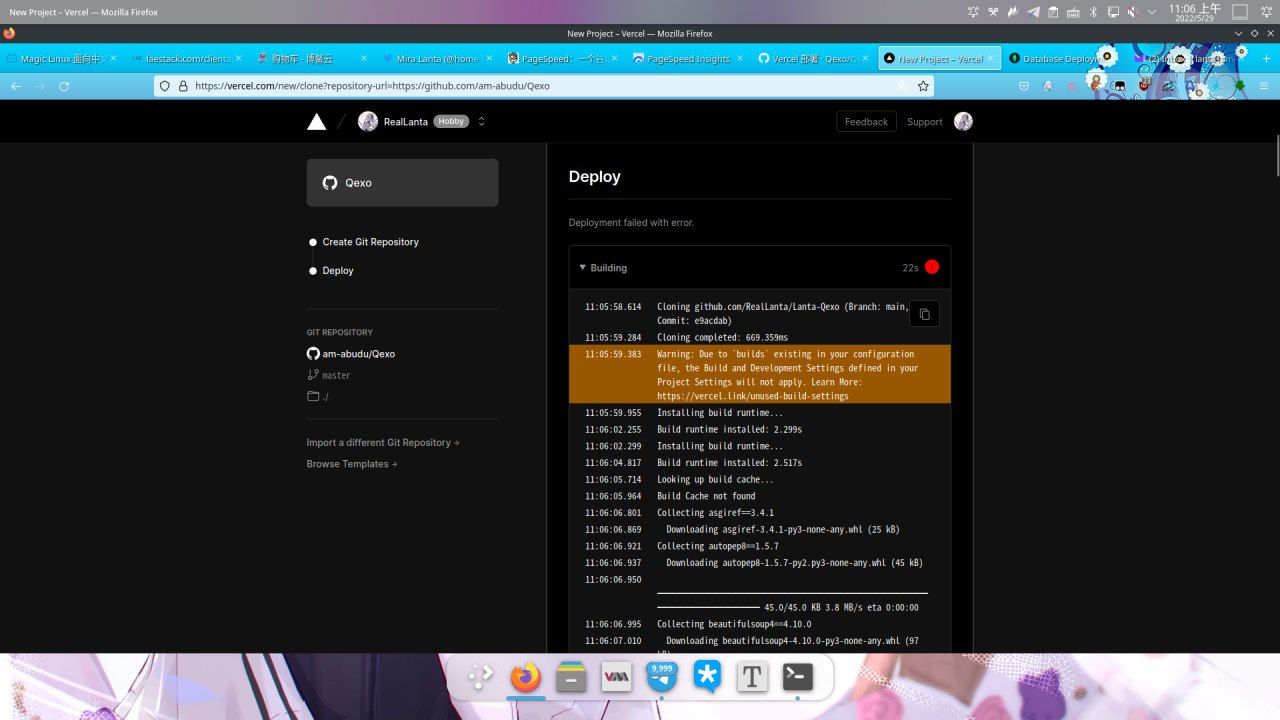 New Project – Vercel — Mozilla Firefox
11:06 上午
2022/5/29
New Project – Vercel — Mozilla Firefox
Magic Linux 面向中
laestack.com/client
购物车 - 博鳌云
Mira Lanta (@home
PageSpeed: 一个谷
PageSpeed Insights
Vercel 部署 · Qexo/Q
New Project – Vercel
Database Deploym
https://vercel.com/new/clone?repository-url=https://github.com/am-abudu/Qexo
RealLanta
Hobby
Feedback
Support
Qexo
Create Git Repository
Deploy
GIT REPOSITORY
am-abudu/Qexo
master
./
Import a different Git Repository →
Browse Templates →
Deploy
Deployment failed with error.
Building
22s
11:05:58.614 Cloning github.com/RealLanta/Lanta-Qexo (Branch: main,
Commit: e9acdab)
11:05:59.284 Cloning completed: 669.359ms
11:05:59.383 Warning: Due to `builds` existing in your configuration
file, the Build and Development Settings defined in your
Project Settings will not apply. Learn More:
https://vercel.link/unused-build-settings
11:05:59.955 Installing build runtime...
11:06:02.255 Build runtime installed: 2.299s
11:06:02.299 Installing build runtime...
11:06:04.817 Build runtime installed: 2.517s
11:06:05.714 Looking up build cache...
11:06:05.964 Build Cache not found
11:06:06.801 Collecting asgiref==3.4.1
11:06:06.869 Downloading asgiref-3.4.1-py3-none-any.whl (25 kB)
11:06:06.921 Collecting autopep8==1.5.7
11:06:06.937 Downloading autopep8-1.5.7-py2.py3-none-any.whl (45 kB)
11:06:06.950
45.0/45.0 KB 3.8 MB/s eta 0:00:00
11:06:06.995 Collecting beautifulsoup4==4.10.0
11:06:07.010 Downloading beautifulsoup4-4.10.0-py3-none-any.whl (97
9,999
T